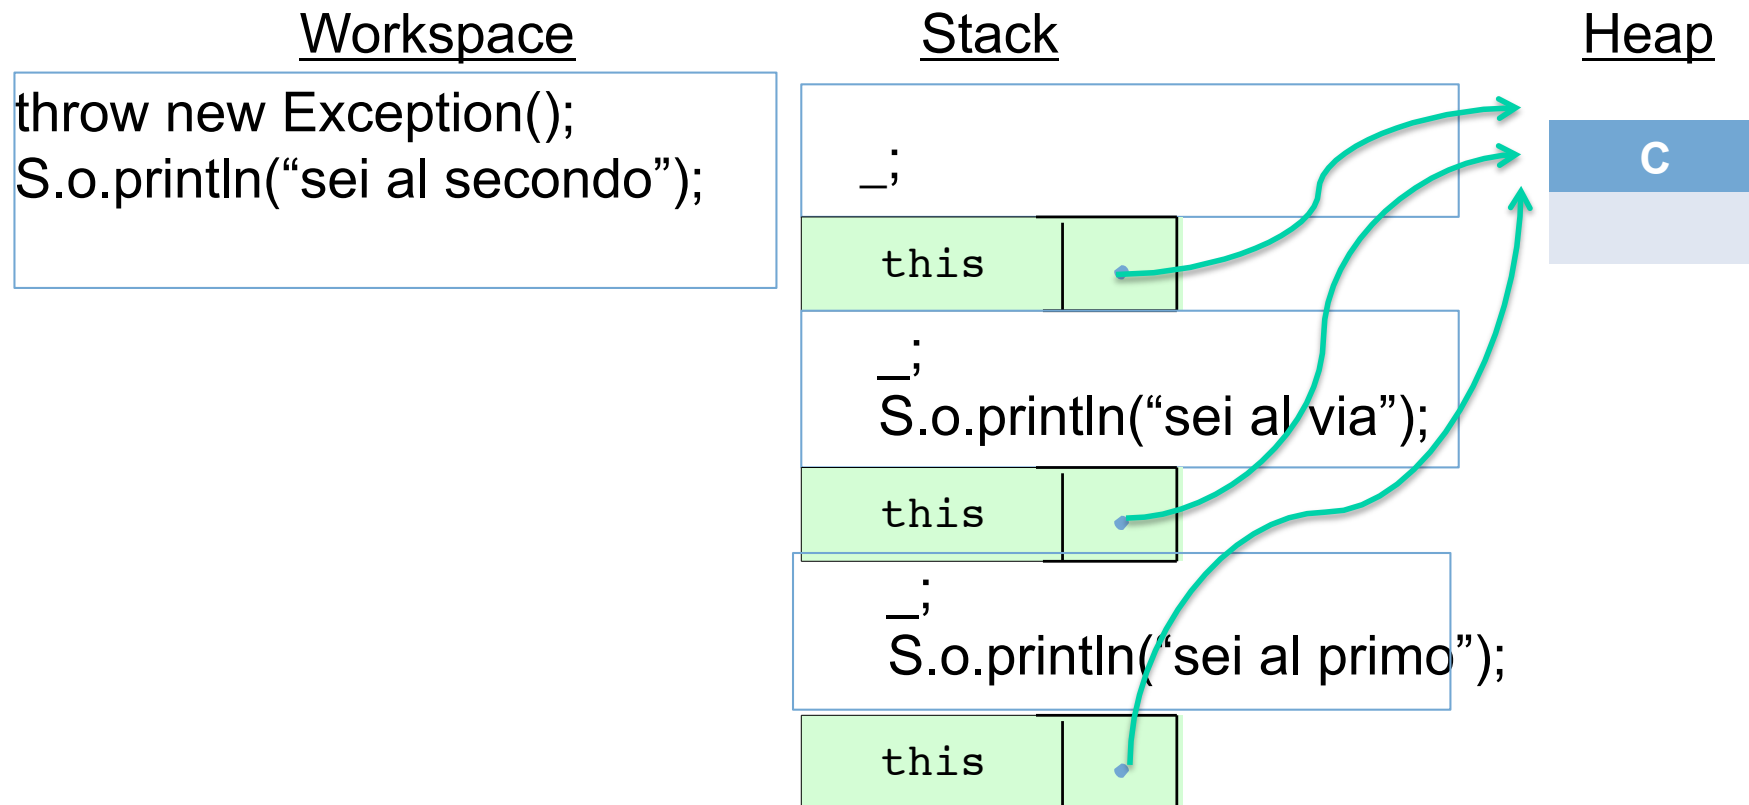 Workspace
Stack
Heap
throw new Exception();
S.o.println(“sei al secondo”);
_;
this
_;
S.o.println(“sei al via”);
this
_;
S.o.println(“sei al primo”);
this
C